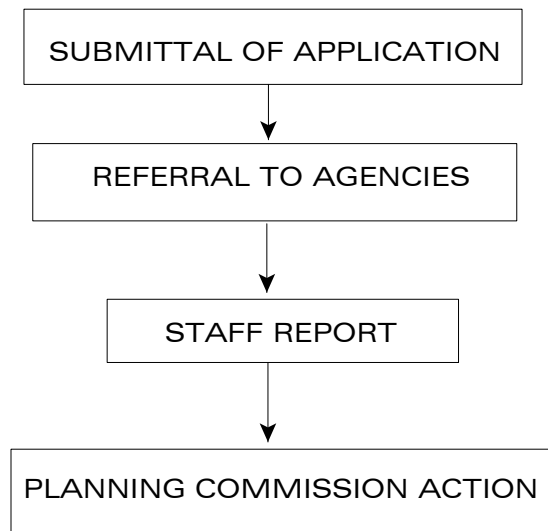 SUBMITTAL OF APPLICATION
REFERRAL TO AGENCIES
STAFF REPORT
PLANNING COMMISSION ACTION